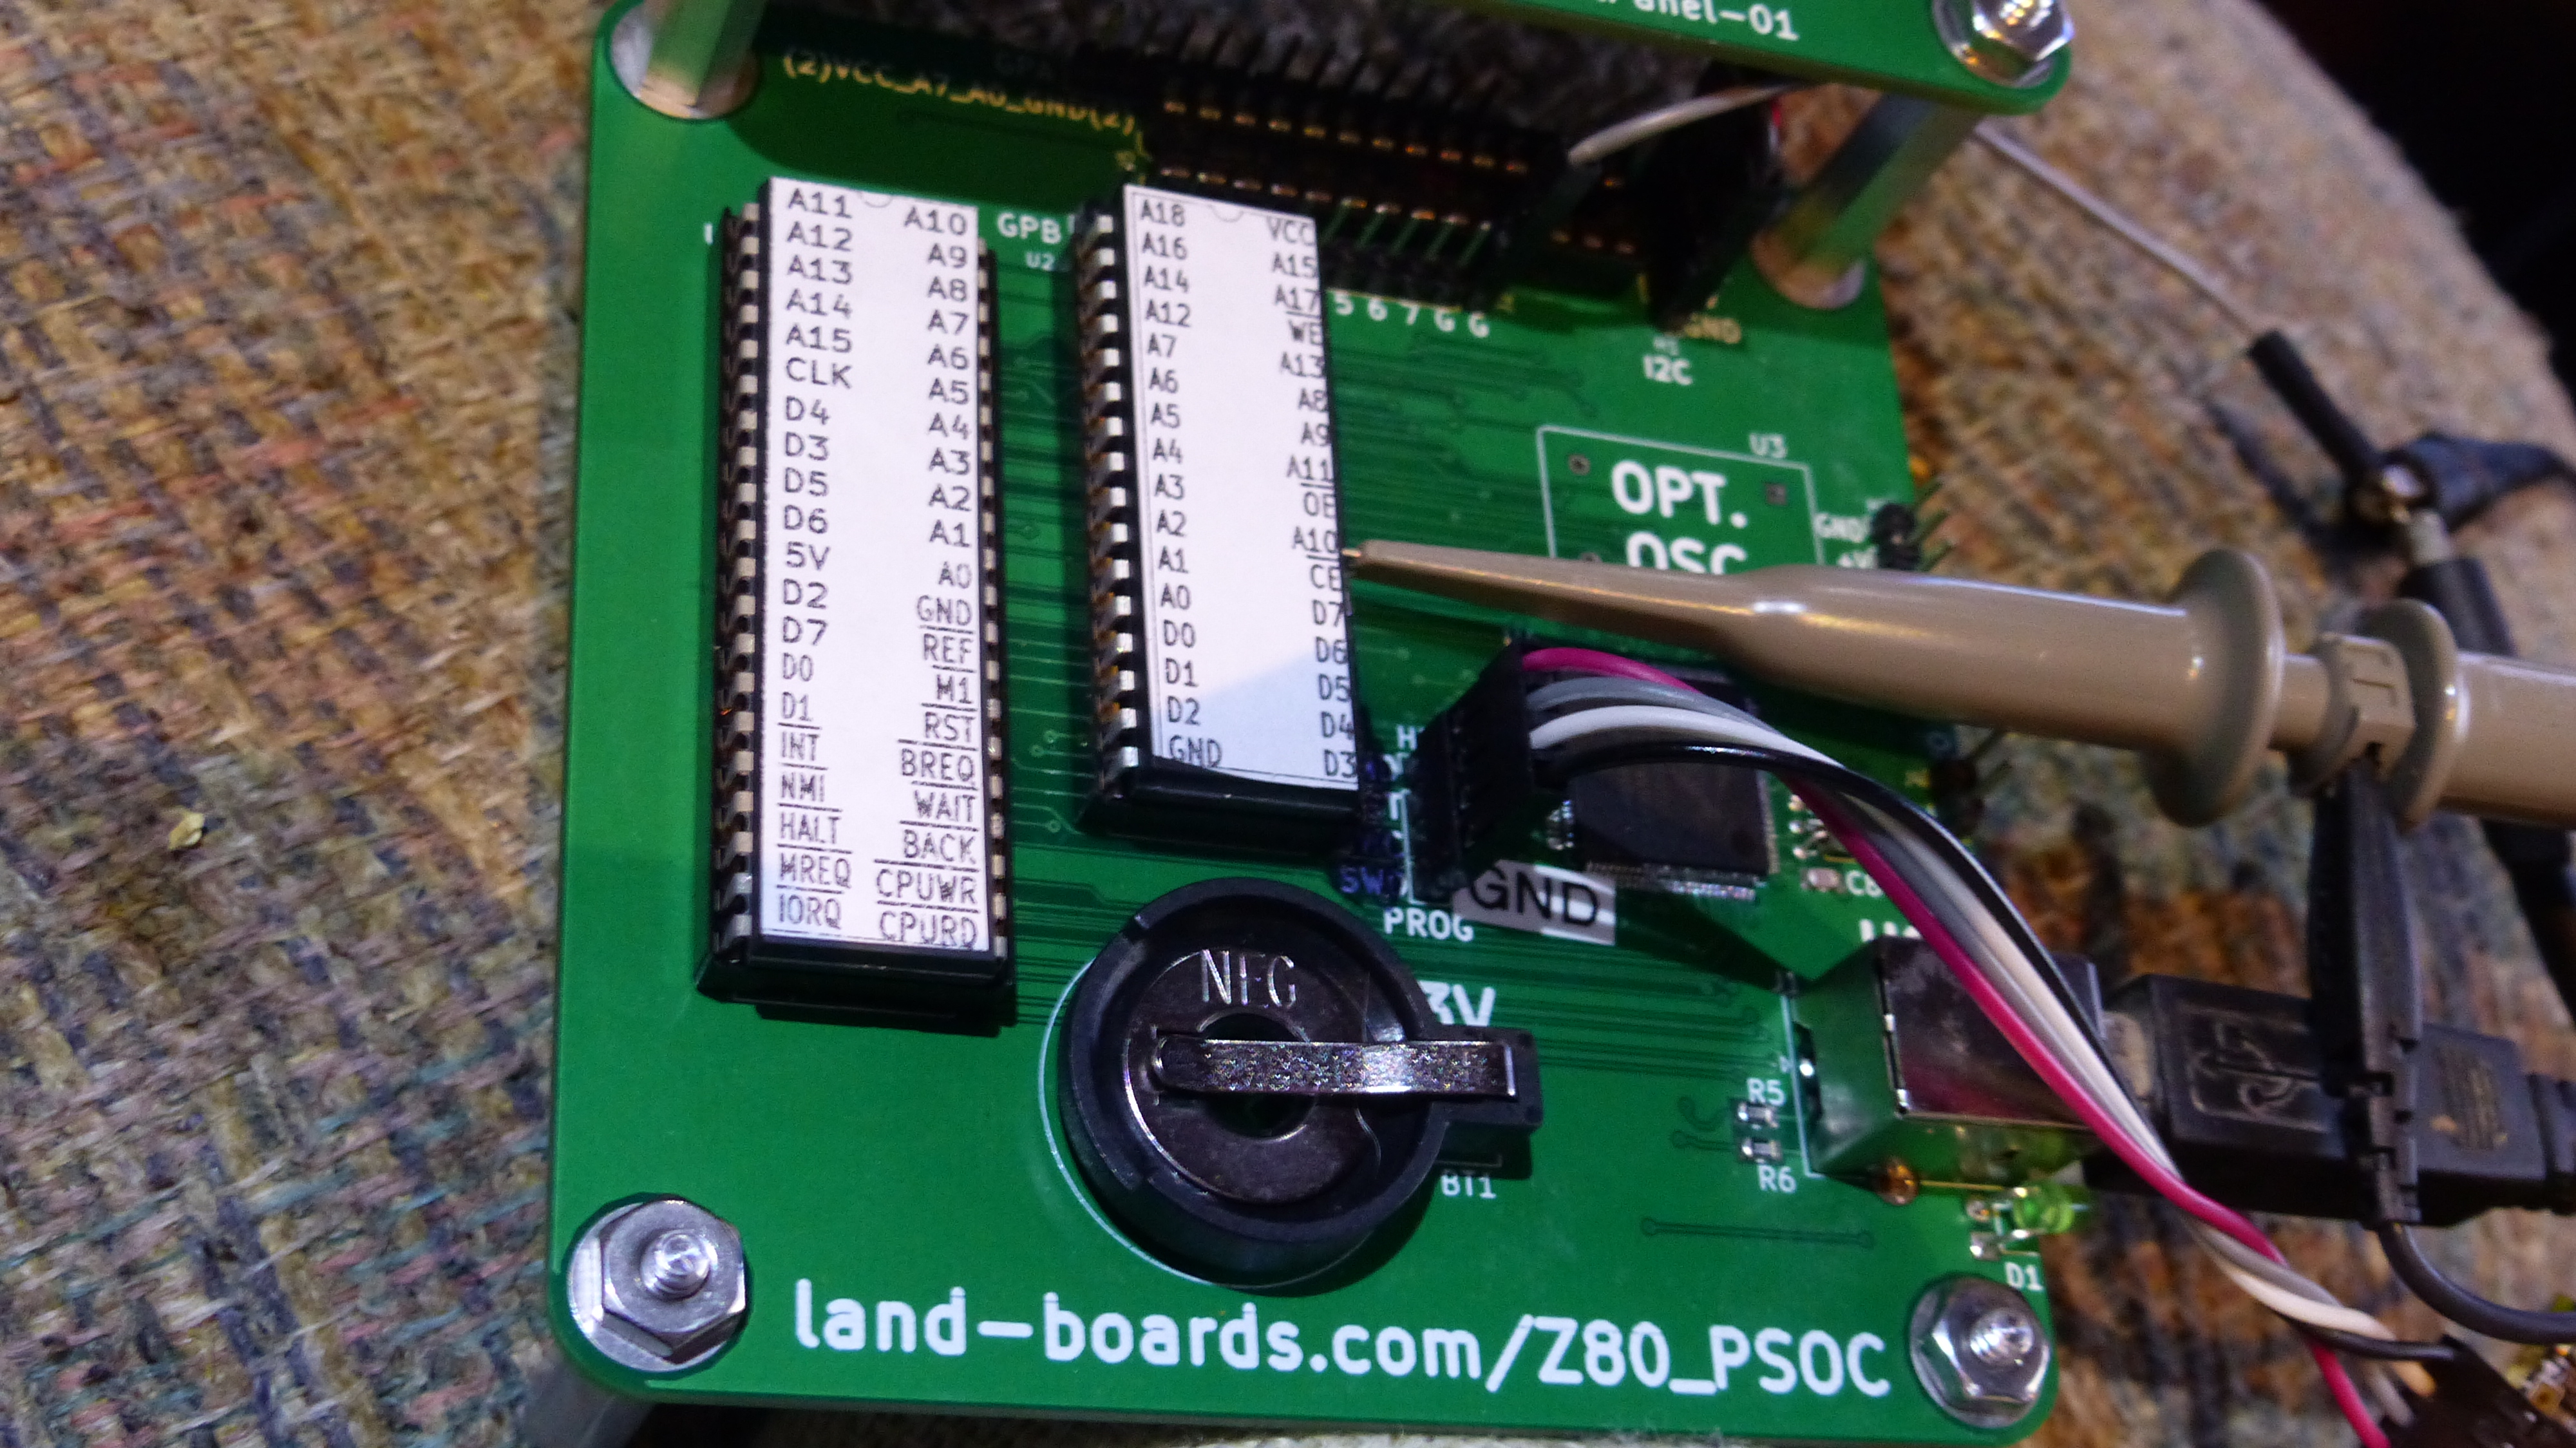 -01
(2)VCC_A7_A0_GND(2)
A11 A10
A12 A9
A13 A8
A14 A7
A15 A6
CLK A5
D4 A4
D3 A3
D5 A2
D6 A1
5V A0
D2 GND
D7 REF
D0 M1
D1 RST
INT BREQ
NMI WAIT
HALT BACK
MREQ CPUWR
IORQ CPURD
GPB
U2
A18 VCC
A16 A15
A14 A17
A12 WE
A7 A13
A6 A8
A5 A9
A4 A11
A3 OE
A2 A10
A1 CE
A0 D7
D0 D6
D1 D5
D2 D4
GND D3
5 6 7 G G
GND
I2C
U3
OPT.
OSC
GND
PROG
GND
C6
NEG
3V
BT1
R5
R6
D1
land-boards.com/Z80_PSOC